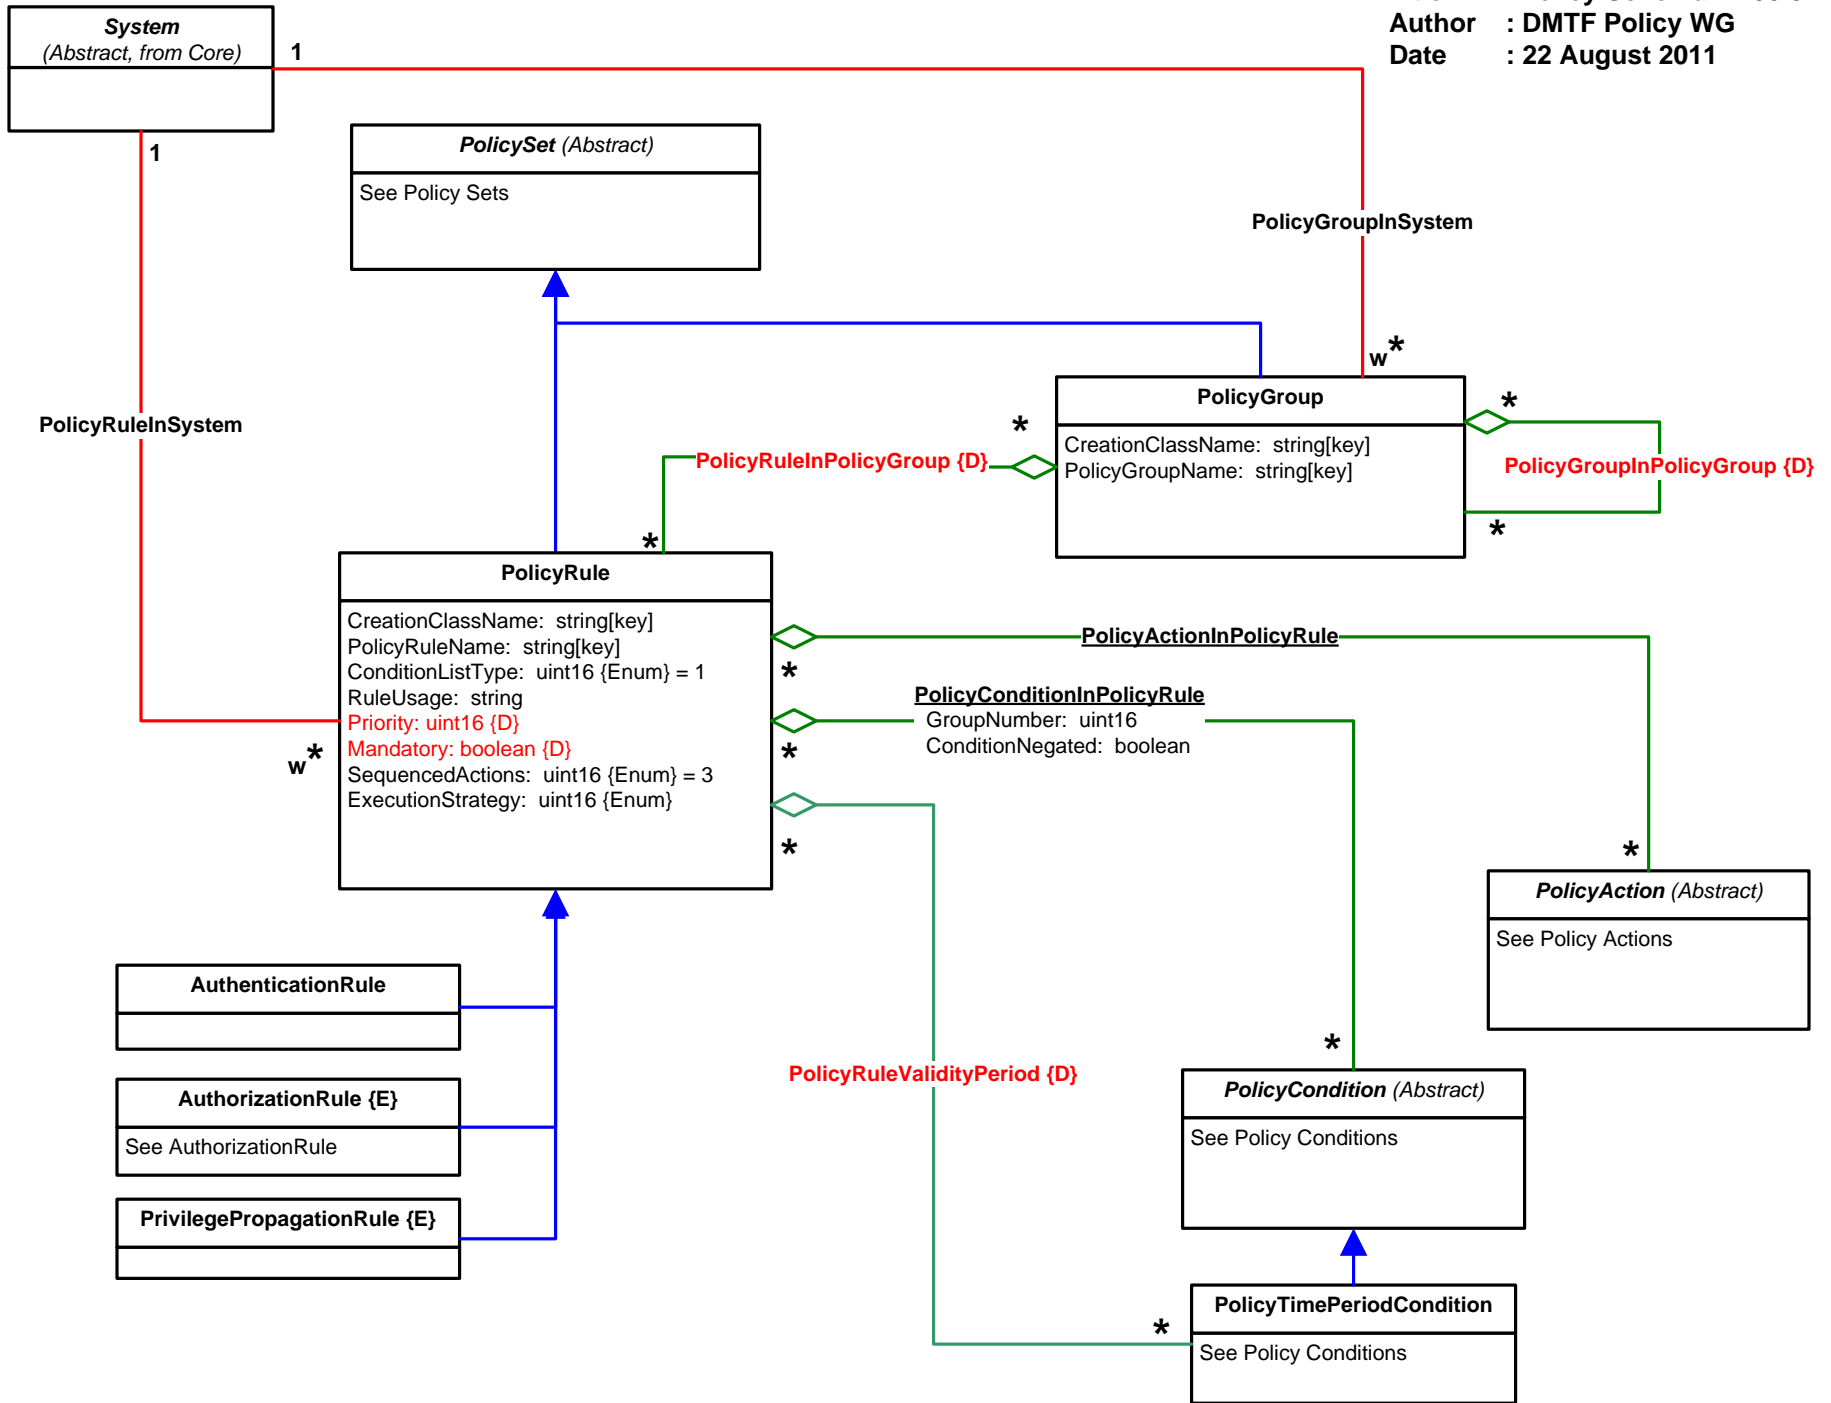 Author : DMTF Policy WG
Date : 22 August 2011
System
(Abstract, from Core)
1
1
PolicySet (Abstract)
See Policy Sets
PolicyGroupInSystem
w*
PolicyGroup
CreationClassName: string[key]
PolicyGroupName: string[key]
*
*
PolicyGroupInPolicyGroup {D}
*
PolicyRuleInPolicyGroup {D}
*
PolicyRuleInSystem
w*
PolicyRule
CreationClassName: string[key]
PolicyRuleName: string[key]
ConditionListType: uint16 {Enum} = 1
RuleUsage: string
Priority: uint16 {D}
Mandatory: boolean {D}
SequencedActions: uint16 {Enum} = 3
ExecutionStrategy: uint16 {Enum}
PolicyActionInPolicyRule
*
PolicyConditionInPolicyRule
GroupNumber: uint16
ConditionNegated: boolean
*
*
*
PolicyAction (Abstract)
See Policy Actions
AuthenticationRule
AuthorizationRule {E}
See AuthorizationRule
PrivilegePropagationRule {E}
PolicyRuleValidityPeriod {D}
*
PolicyCondition (Abstract)
See Policy Conditions
*
PolicyTimePeriodCondition
See Policy Conditions